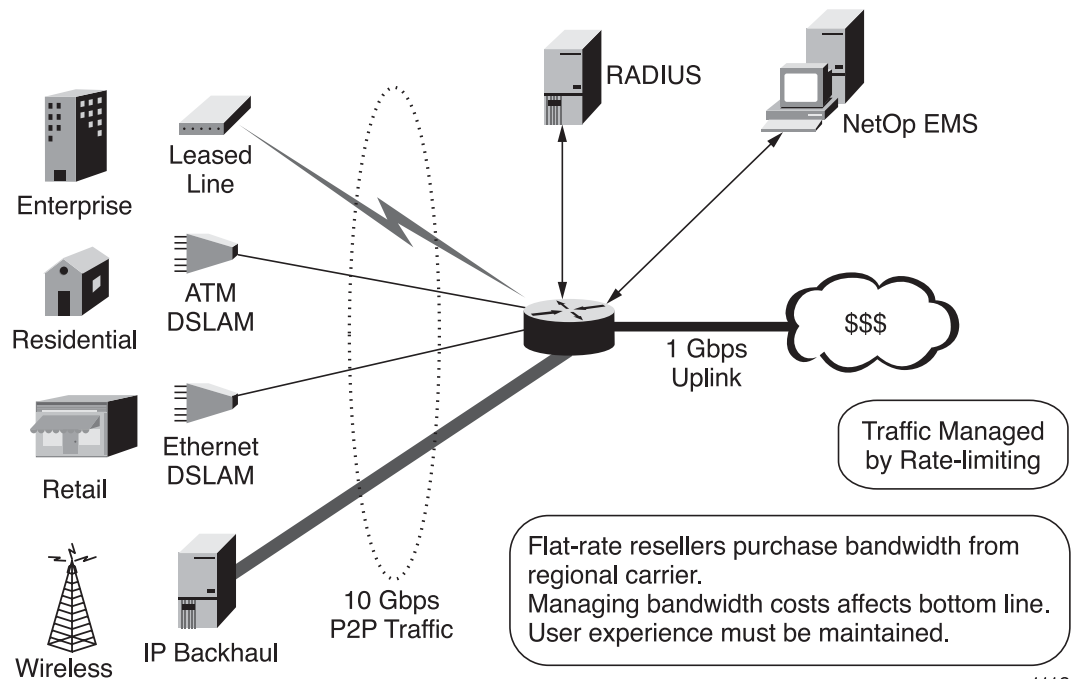 RADIUS
NetOp EMS
Enterprise
Leased
Line
Residential
ATM
DSLAM
Retail
Ethernet
DSLAM
Wireless
IP Backhaul
10 Gbps
P2P Traffic
1 Gbps
Uplink
$$$
Traffic Managed
by Rate-limiting
Flat-rate resellers purchase bandwidth from
regional carrier.
Managing bandwidth costs affects bottom line.
User experience must be maintained.